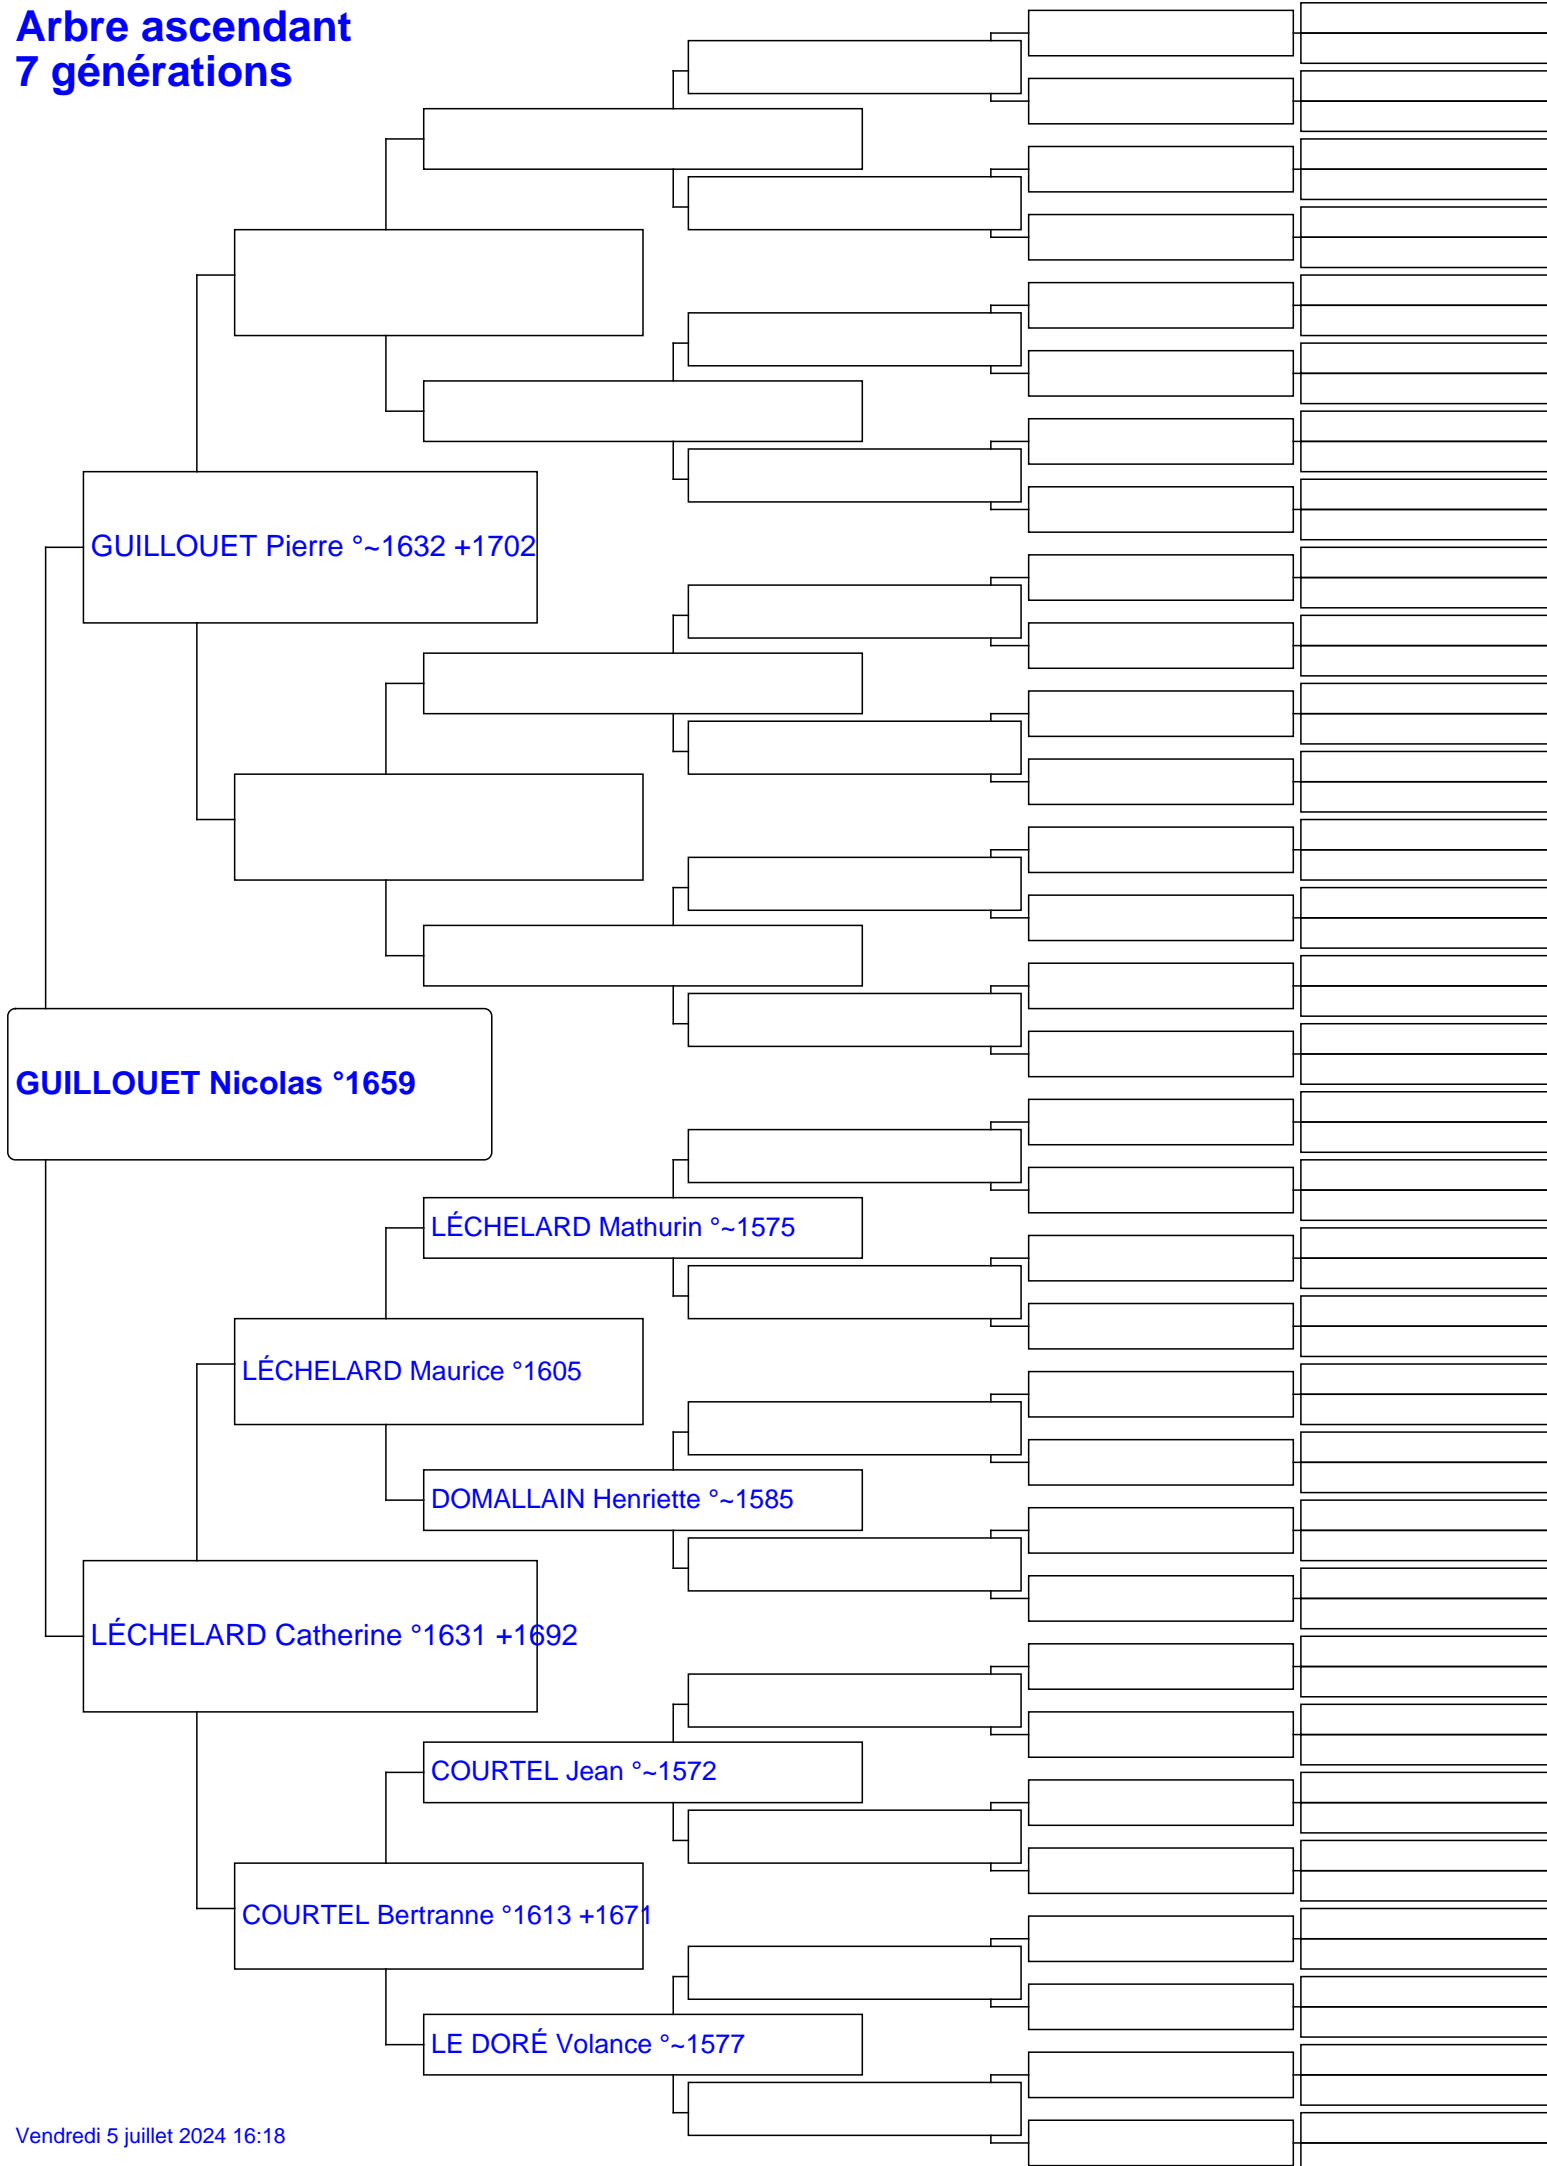 Arbre ascendant
7 générations
GUILLOUET Pierre °~1632 +1702
GUILLOUET Nicolas °1659
LÉCHELARD Mathurin °~1575
LÉCHELARD Maurice °1605
DOMALLAIN Henriette °~1585
LÉCHELARD Catherine °1631 +1692
COURTEL Jean °~1572
COURTEL Bertranne °1613 +1671
LE DORÉ Volance °~1577
Vendredi 5 juillet 2024 16:18